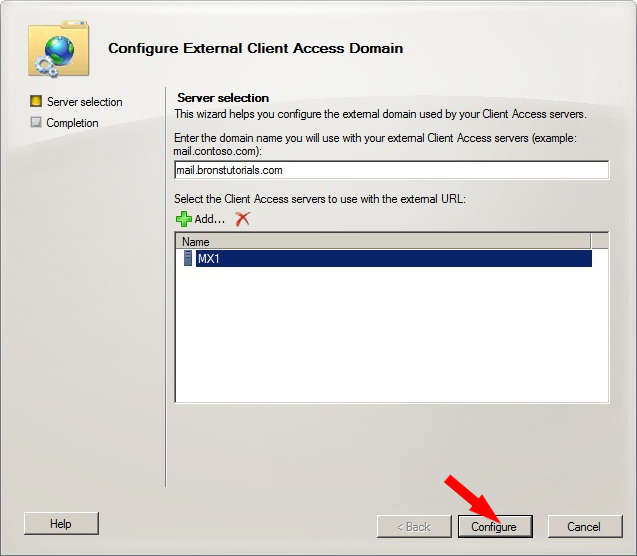 Configure External Client Access Domain
Server selection
Completion
Server selection
This wizard helps you configure the external domain used by your Client Access servers.
Enter the domain name you will use with your external Client Access servers (example:
mail.contoso.com):
mail.bronstutorials.com
Select the Client Access servers to use with the external URL:
Add...
Name
MX1
Help
< Back
Configure
Cancel